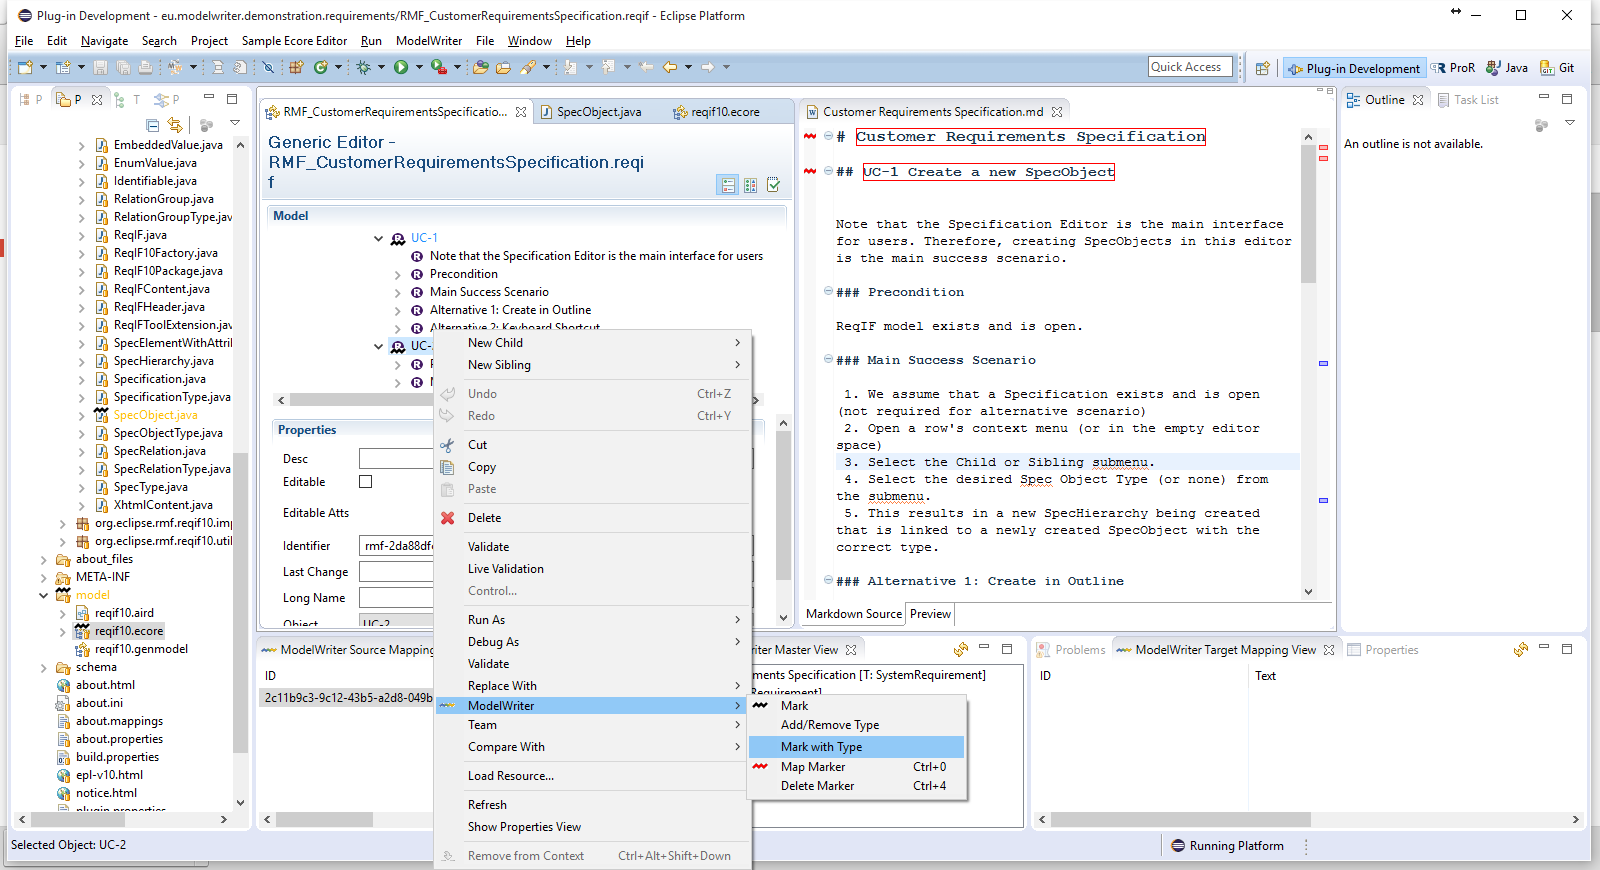 Plug-in Development - eu.modelwriter.demonstration.requirements/RMF_CustomerRequirementsSpecification.reqif - Eclipse Platform
File Edit Navigate Search Project Sample Ecore Editor Run ModelWriter File Window Help
Quick Access
Plug-in Development ProR Java Git
P P T P
EmbeddedValue.java
EnumValue.java
Identifiable.java
RelationGroup.java
RelationGroupType.java
ReqIF.java
ReqIF10Factory.java
ReqIF10Package.java
ReqIFContent.java
ReqIFHeader.java
ReqIFToolExtension.jav
SpecElementWithAttri
SpecHierarchy.java
Specification.java
SpecificationType.java
SpecObject.java
SpecObjectType.java
SpecRelation.java
SpecRelationType.java
SpecType.java
XhtmlContent.java
org.eclipse.rmf.reqif10.imp
org.eclipse.rmf.reqif10.util
about_files
META-INF
model
reqif10.aird
reqif10.ecore
reqif10.genmodel
schema
about.html
about.ini
about.mappings
about.properties
build.properties
epl-v10.html
notice.html
plugin.properties
RMF_CustomerRequirementsSpecificatio...
SpecObject.java
reqif10.ecore
Generic Editor -
RMF_CustomerRequirementsSpecification.reqi
f
Model
UC-1
Note that the Specification Editor is the main interface for users
Precondition
Main Success Scenario
Alternative 1: Create in Outline
Alternative 2: Keyboard Shortcut
UC-
Properties
Desc
Editable
Editable Atts
Identifier rmf-2da88df
Last Change
Long Name
Object UC-2
New Child
New Sibling
Undo Ctrl+Z
Redo Ctrl+Y
Cut
Copy
Paste
Delete
Validate
Live Validation
Control...
Run As
Debug As
Validate
Replace With
ModelWriter
Team
Compare With
Load Resource...
Refresh
Show Properties View
Remove from Context Ctrl+Alt+Shift+Down
Mark
Add/Remove Type
Mark with Type
Map Marker Ctrl+0
Delete Marker Ctrl+4
Customer Requirements Specification.md
# Customer Requirements Specification
## UC-1 Create a new SpecObject
Note that the Specification Editor is the main interface
for users. Therefore, creating SpecObjects in this editor
is the main success scenario.
### Precondition
ReqIF model exists and is open.
### Main Success Scenario
1. We assume that a Specification exists and is open
(not required for alternative scenario)
2. Open a row's context menu (or in the empty editor
space)
3. Select the Child or Sibling submenu.
4. Select the desired Spec Object Type (or none) from
the submenu.
5. This results in a new SpecHierarchy being created
that is linked to a newly created SpecObject with the
correct type.
### Alternative 1: Create in Outline
Markdown Source Preview
Outline Task List
An outline is not available.
ModelWriter Source Mapping
ID
2c11b9c3-9c12-43b5-a2d8-049b
riter Master View
ments Specification [T: SystemRequirement]
Requirement]
Problems ModelWriter Target Mapping View Properties
ID Text
Selected Object: UC-2
Running Platform